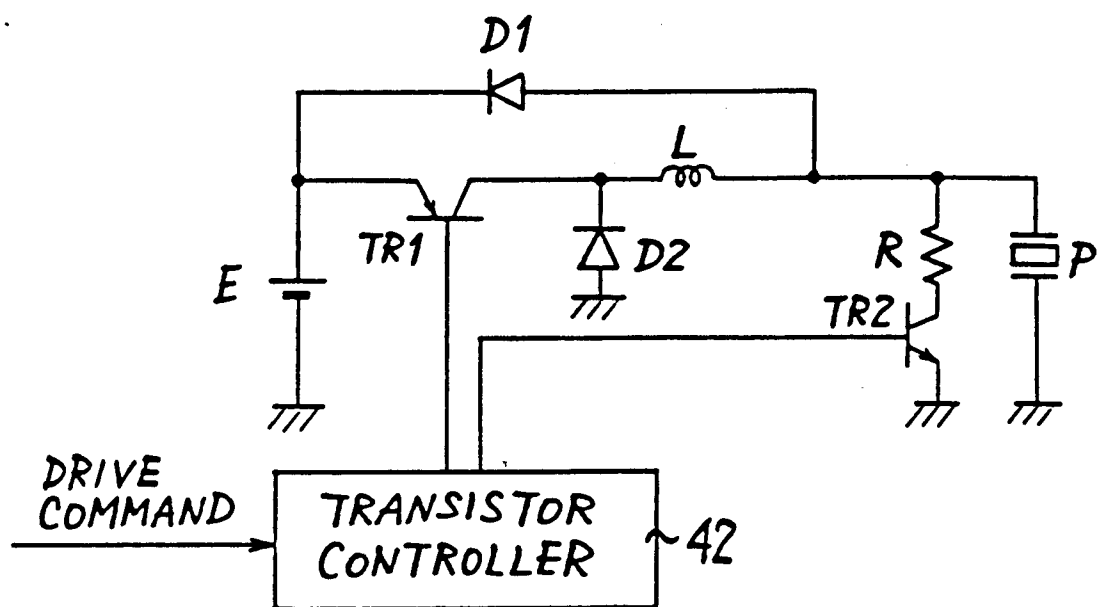 D1
L
TR1
D2
R
P
E
TR2
DRIVE
COMMAND
TRANSISTOR
CONTROLLER
42